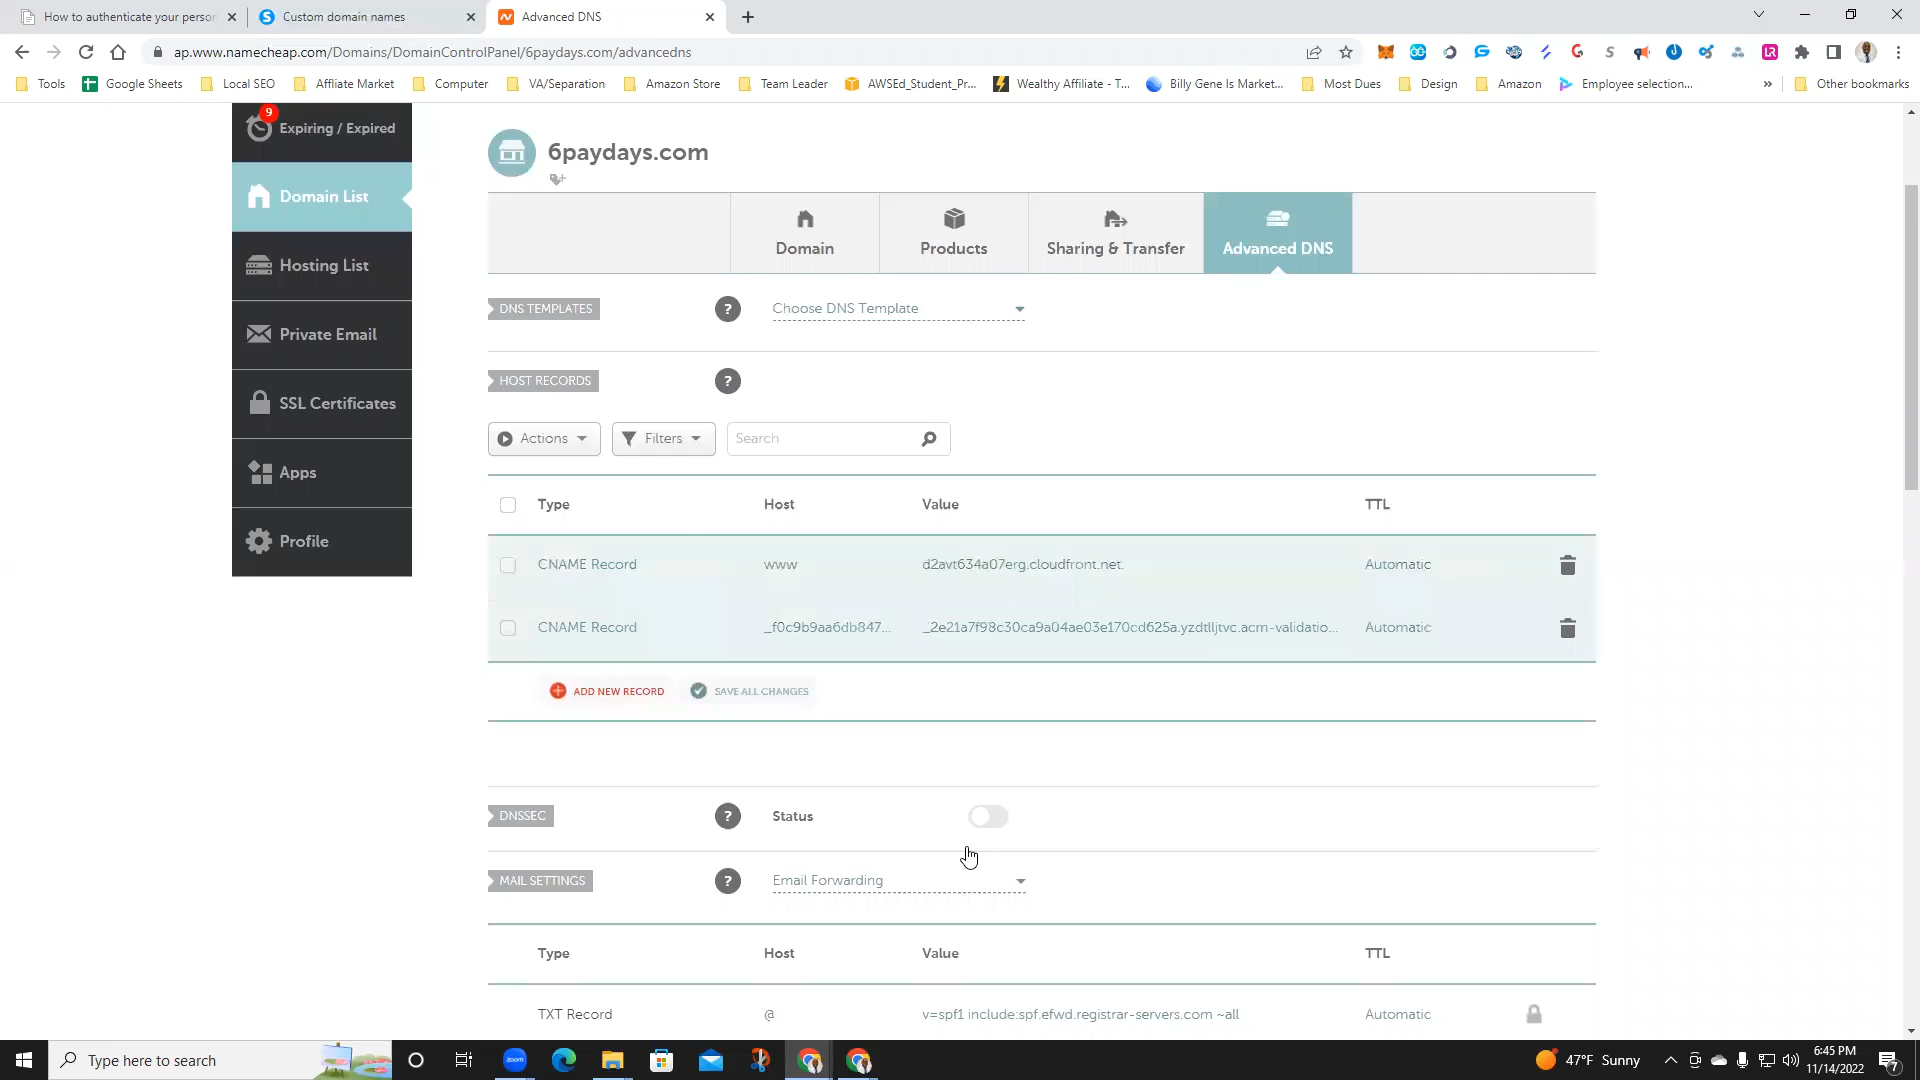 How to authenticate your person
Custom domain names
Advanced DNS
ap.www.namecheap.com/Domains/DomainControlPanel/6paydays.com/advancedns
Tools
Google Sheets
Local SEO
Affliate Market
Computer
VA/Separation
Amazon Store
Team Leader
AWSEd_Student_Pr...
Wealthy Affiliate - T...
Billy Gene Is Market...
Most Dues
Design
Amazon
Employee selection...
»
Other bookmarks
9
Expiring / Expired
Domain List
Hosting List
Private Email
SSL Certificates
Apps
Profile
6paydays.com
Domain
Products
Sharing & Transfer
Advanced DNS
DNS TEMPLATES
?
Choose DNS Template
HOST RECORDS
?
Actions
Filters
Search
Type Host Value TTL
CNAME Record www d2avt634a07erg.cloudfront.net. Automatic
CNAME Record _f0c9b9aa6db847... _2e21a7f98c30ca9a04ae03e170cd625a.yzdtlljtvc.acm-validatio... Automatic
ADD NEW RECORD
SAVE ALL CHANGES
DNSSEC
?
Status
MAIL SETTINGS
?
Email Forwarding
Type Host Value TTL
TXT Record @ v=spf1 include:spf.efwd.registrar-servers.com ~all Automatic
Type here to search
zoom
47°F Sunny
6:45 PM
11/14/2022
7